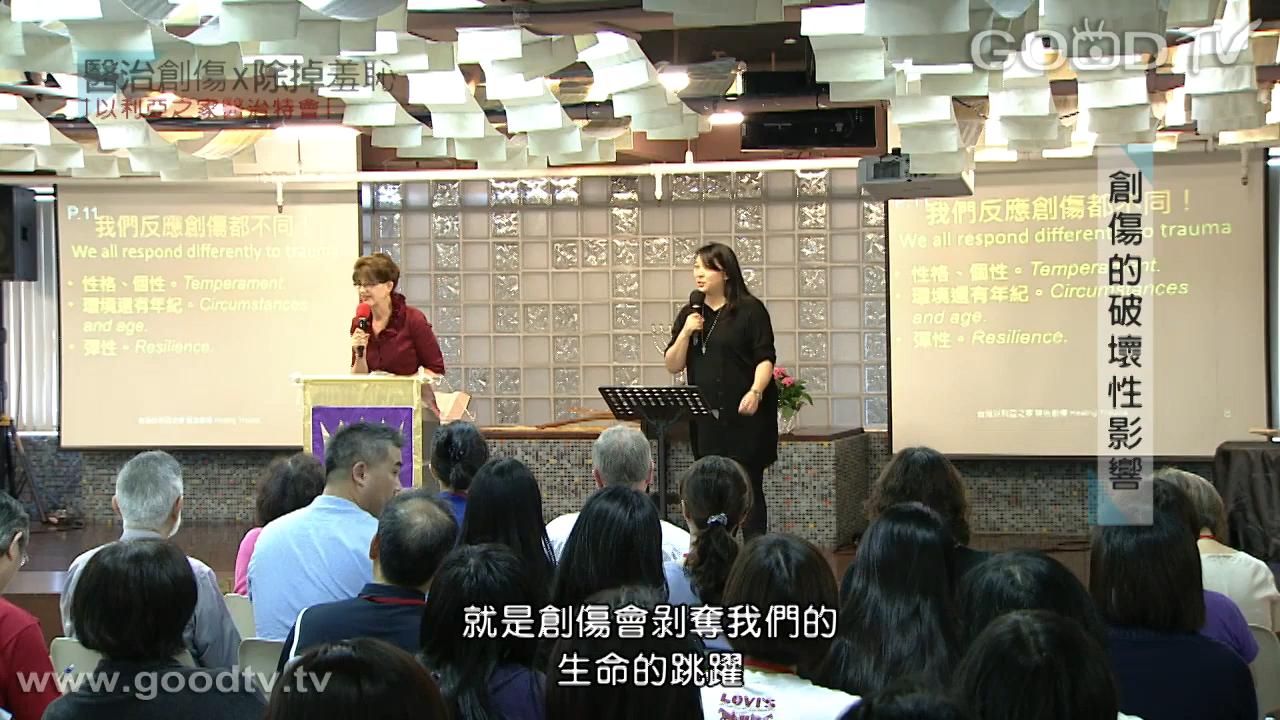 GOOD TV
醫治創傷x除掉羞恥
以利亞之家醫治特會
創傷的破壞性影響
P.11
我們反應創傷都不同！
We all respond differently to trauma
• 性格、個性。Temperament.
• 環境還有年紀。Circumstances
and age.
• 彈性。Resilience.
我們反應創傷都不同！
We all respond differently to trauma
• 性格、個性。Temperament.
• 環境還有年紀。Circumstances
and age.
• 彈性。Resilience.
8
就是創傷會剝奪我們的
生命的跳躍
www.goodtv.tv